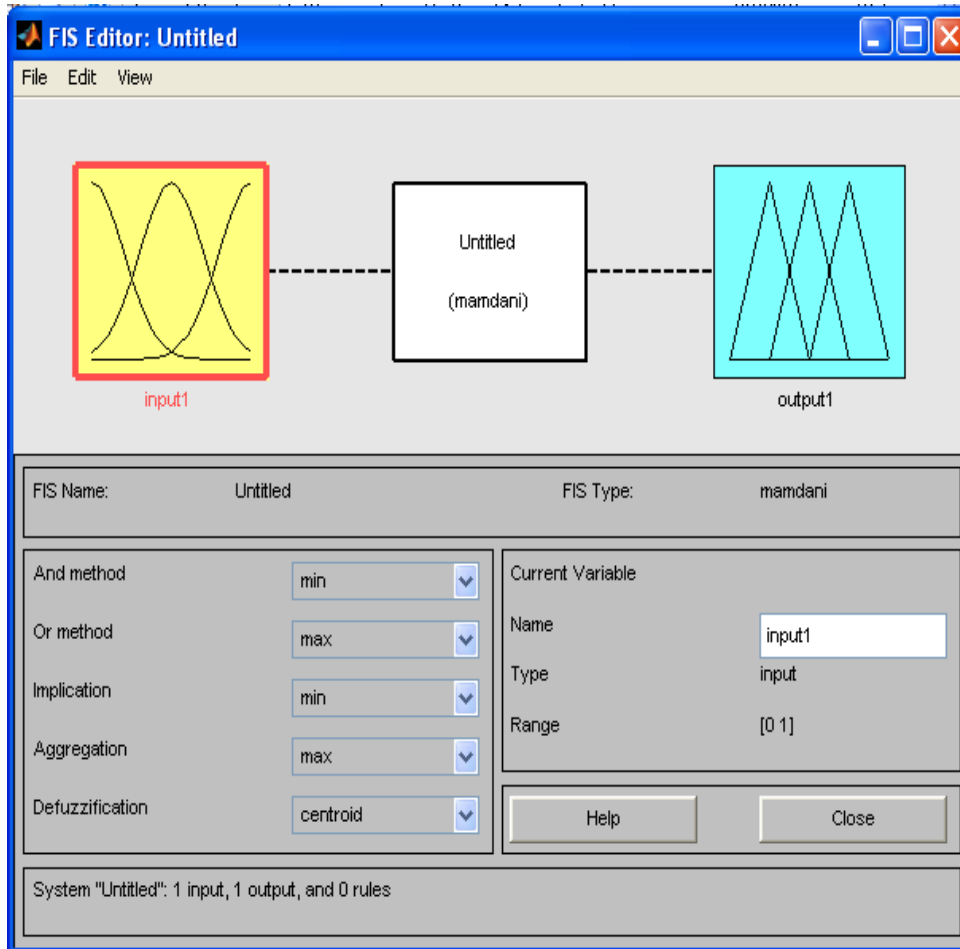 FIS Editor: Untitled
File Edit View
Untitled
(mamdani)
input1
output1
FIS Name: Untitled FIS Type: mamdani
And method min
Or method max
Implication min
Aggregation max
Defuzzification centroid
Current Variable
Name input1
Type input
Range [0 1]
Help Close
System "Untitled": 1 input, 1 output, and 0 rules